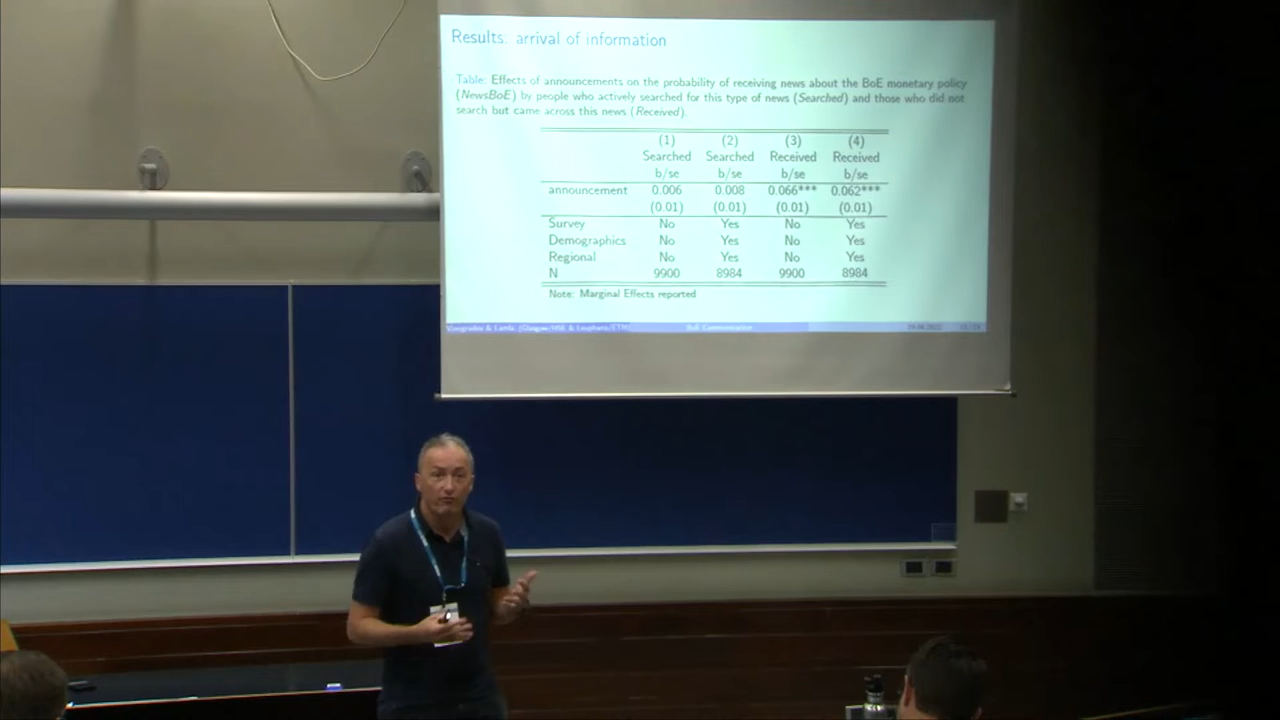 Results: arrival of information
Table: Effects of announcements on the probability of receiving news about the BoE monetary policy
(NewsBoE) by people who actively searched for this type of news (Searched) and those who did not
search but came across this news (Received).
(1) (2) (3) (4)
Searched Searched Received Received
b/se b/se b/se b/se
announcement 0.006 0.008 0.066*** 0.062***
(0.01) (0.01) (0.01) (0.01)
Survey No Yes No Yes
Demographics No Yes No Yes
Regional No Yes No Yes
N 9900 8984 9900 8984
Note: Marginal Effects reported
BoE Communication